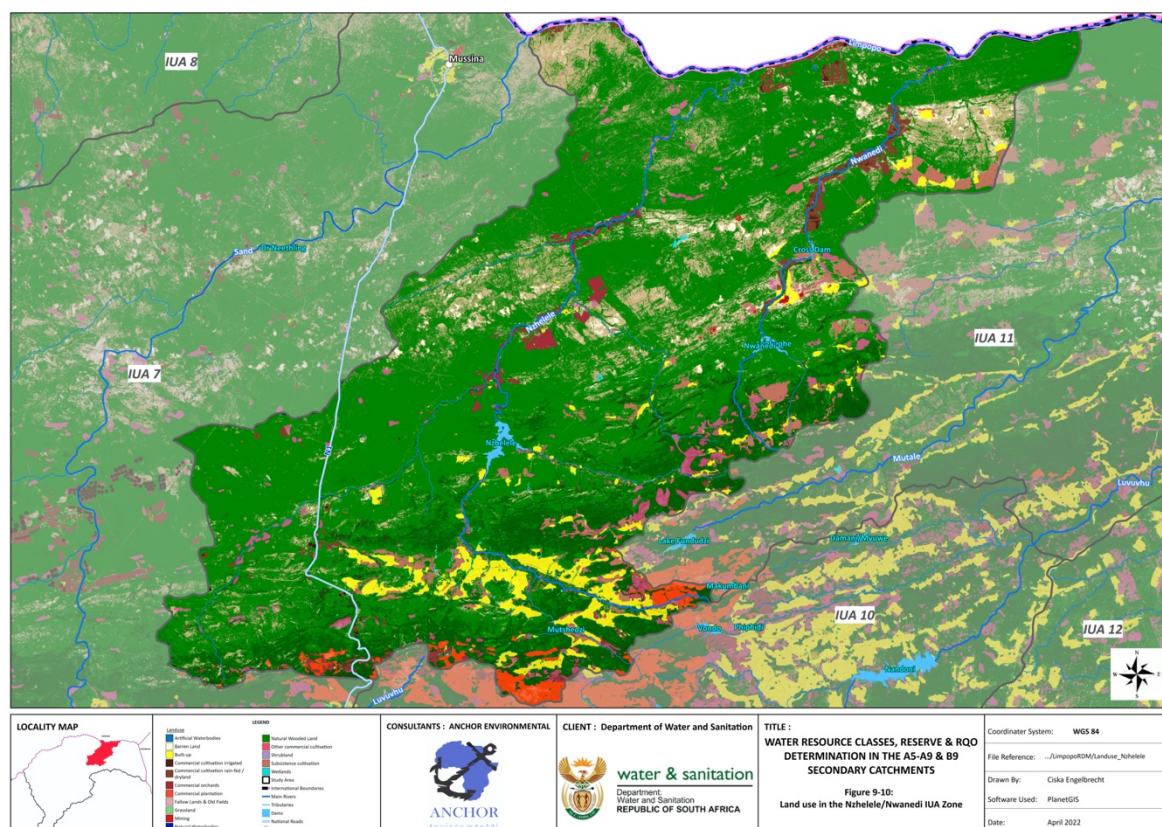 IUA 8
Mussina
Limpopo
Nwanedi
Sand
Cross Dam
Nzhelele
IUA 11
IUA 7
N1
Nzhelele
Mutale
Luvuvhu
Lake Fundudzi
Damani/Mvuwe
Makumbani
Mutshedzi
Vondo
Phiphidi
IUA 10
IUA 12
Nandoni
Luvuvhu
N
W
E
S
LOCALITY MAP
LEGEND
Landuse
Artificial Waterbodies
Barren Land
Built-up
Commercial cultivation irrigated
Commercial cultivation rain-fed /
dryland
Commercial orchards
Commercial plantation
Fallow Lands & Old Fields
Grassland
Mining
Natural Waterbodies
Natural Wooded Land
Other commercial cultivation
Shrubland
Subsistence cultivation
Wetlands
Study Area
International Boundaries
Main Rivers
Tributaries
Dams
National Roads
CONSULTANTS : ANCHOR ENVIRONMENTAL
ANCHOR
environmental
CLIENT : Department of Water and Sanitation
water & sanitation
Department:
Water and Sanitation
REPUBLIC OF SOUTH AFRICA
TITLE :
WATER RESOURCE CLASSES, RESERVE & RQO
DETERMINATION IN THE A5-A9 & B9
SECONDARY CATCHMENTS
Figure 9-10:
Land use in the Nzhelele/Nwanedi IUA Zone
Coordinater System: WGS 84
File Reference: .../LimpopoRDM/Landuse_Nzhelele
Drawn By: Ciska Engelbrecht
Software Used: PlanetGIS
Date: April 2022